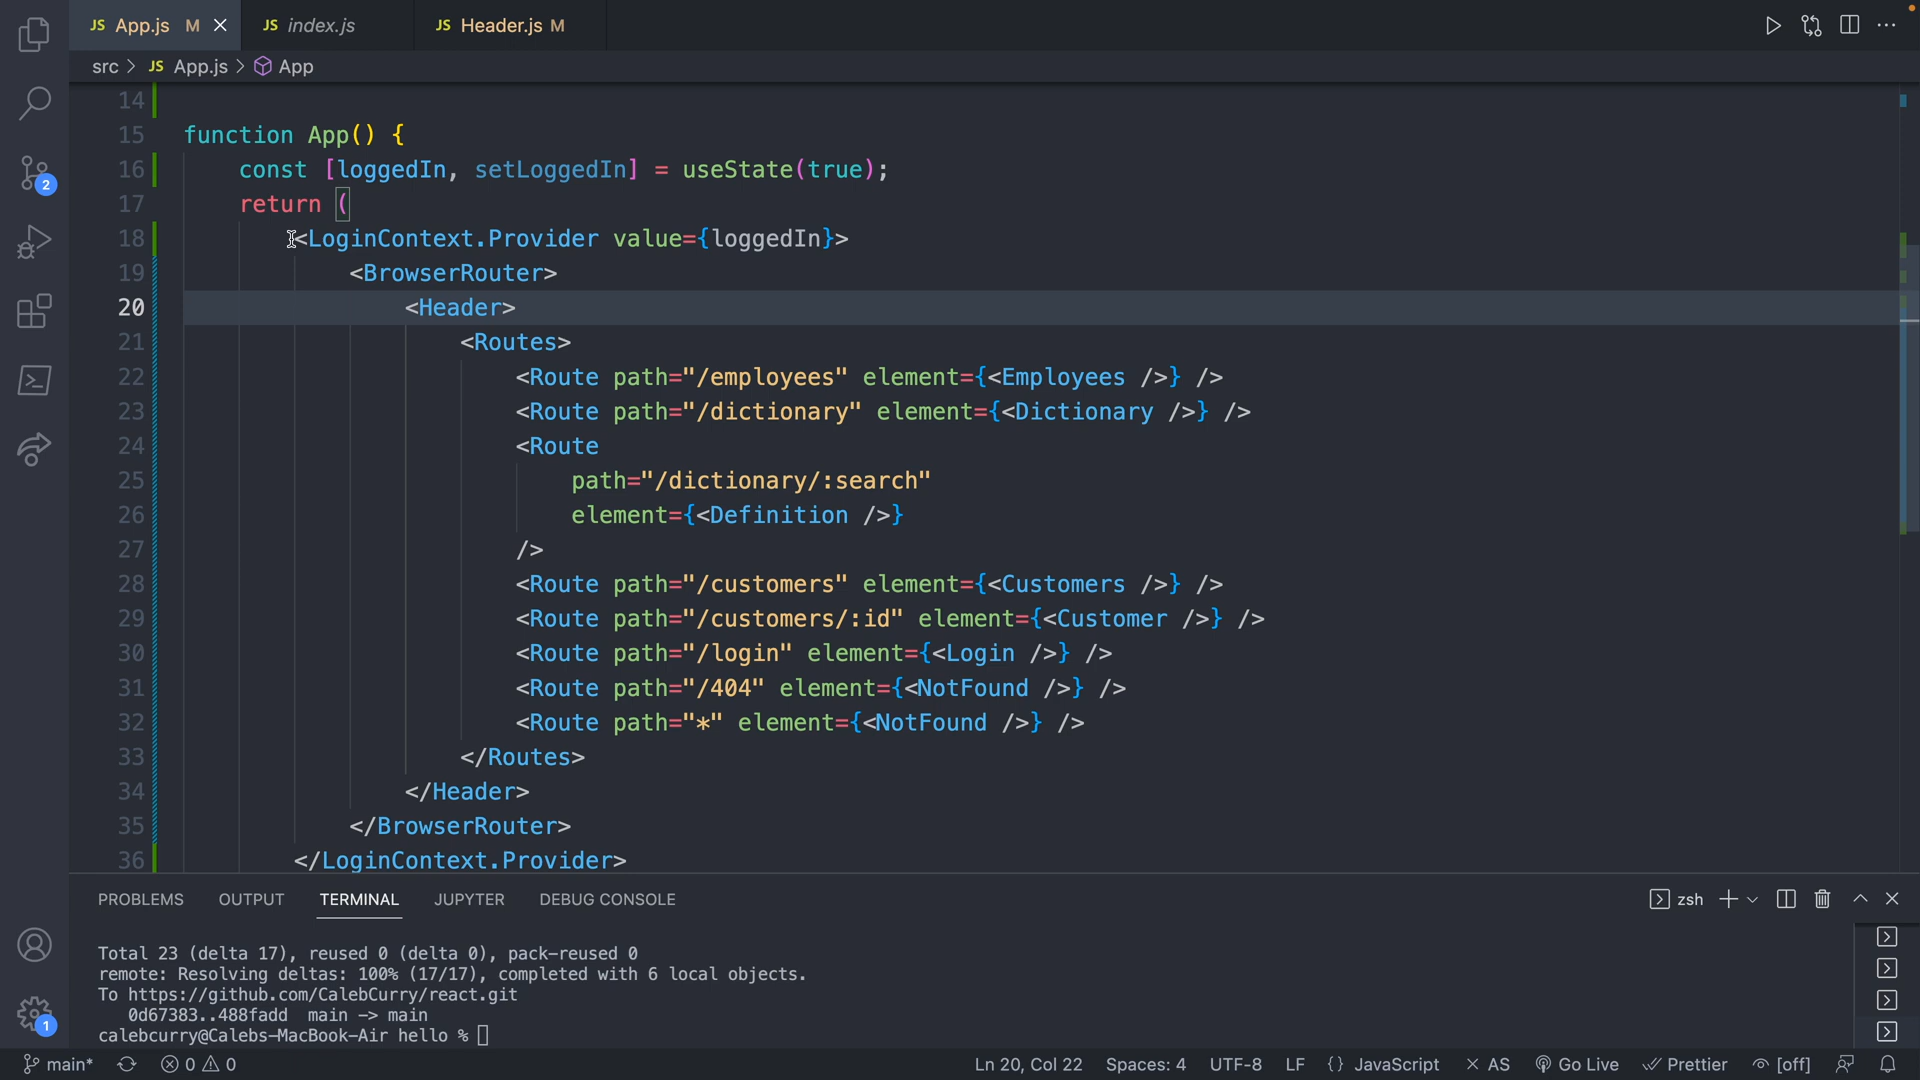 JS App.js M
JS index.js
JS Header.js M
src > JS App.js > App
14
15 function App() {
16 const [loggedIn, setLoggedIn] = useState(true);
17 return (
18 <LoginContext.Provider value={loggedIn}>
19 <BrowserRouter>
20 <Header>
21 <Routes>
22 <Route path="/employees" element={<Employees />} />
23 <Route path="/dictionary" element={<Dictionary />} />
24 <Route
25 path="/dictionary/:search"
26 element={<Definition />}
27 />
28 <Route path="/customers" element={<Customers />} />
29 <Route path="/customers/:id" element={<Customer />} />
30 <Route path="/login" element={<Login />} />
31 <Route path="/404" element={<NotFound />} />
32 <Route path="*" element={<NotFound />} />
33 </Routes>
34 </Header>
35 </BrowserRouter>
36 </LoginContext.Provider>
2
1
PROBLEMS OUTPUT TERMINAL JUPYTER DEBUG CONSOLE
zsh
Total 23 (delta 17), reused 0 (delta 0), pack-reused 0
remote: Resolving deltas: 100% (17/17), completed with 6 local objects.
To https://github.com/CalebCurry/react.git
0d67383..488fadd main -> main
calebcurry@Calebs-MacBook-Air hello %
main* 0 0 Ln 20, Col 22 Spaces: 4 UTF-8 LF {} JavaScript × AS Go Live Prettier [off]